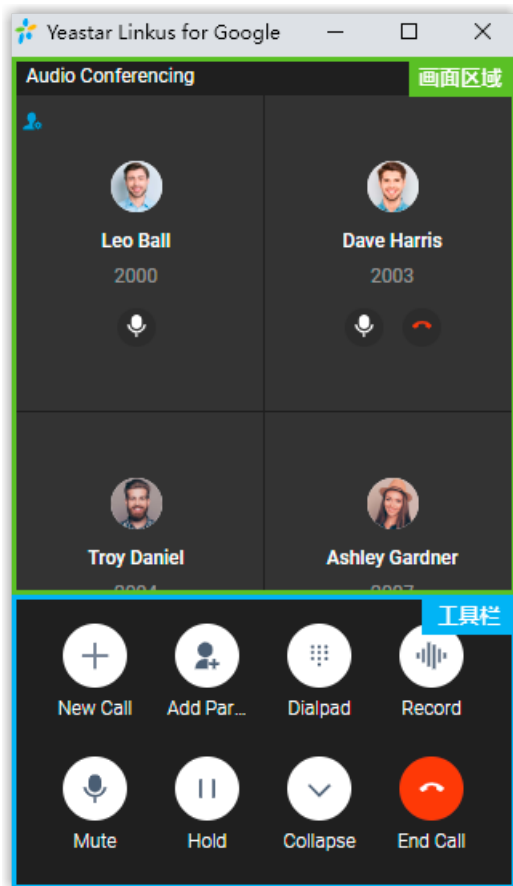 Yeastar Linkus for Google
Audio Conferencing
画面区域
Leo Ball
2000
Dave Harris
2003
Troy Daniel
Ashley Gardner
工具栏
New Call
Add Par...
Dialpad
Record
Mute
Hold
Collapse
End Call